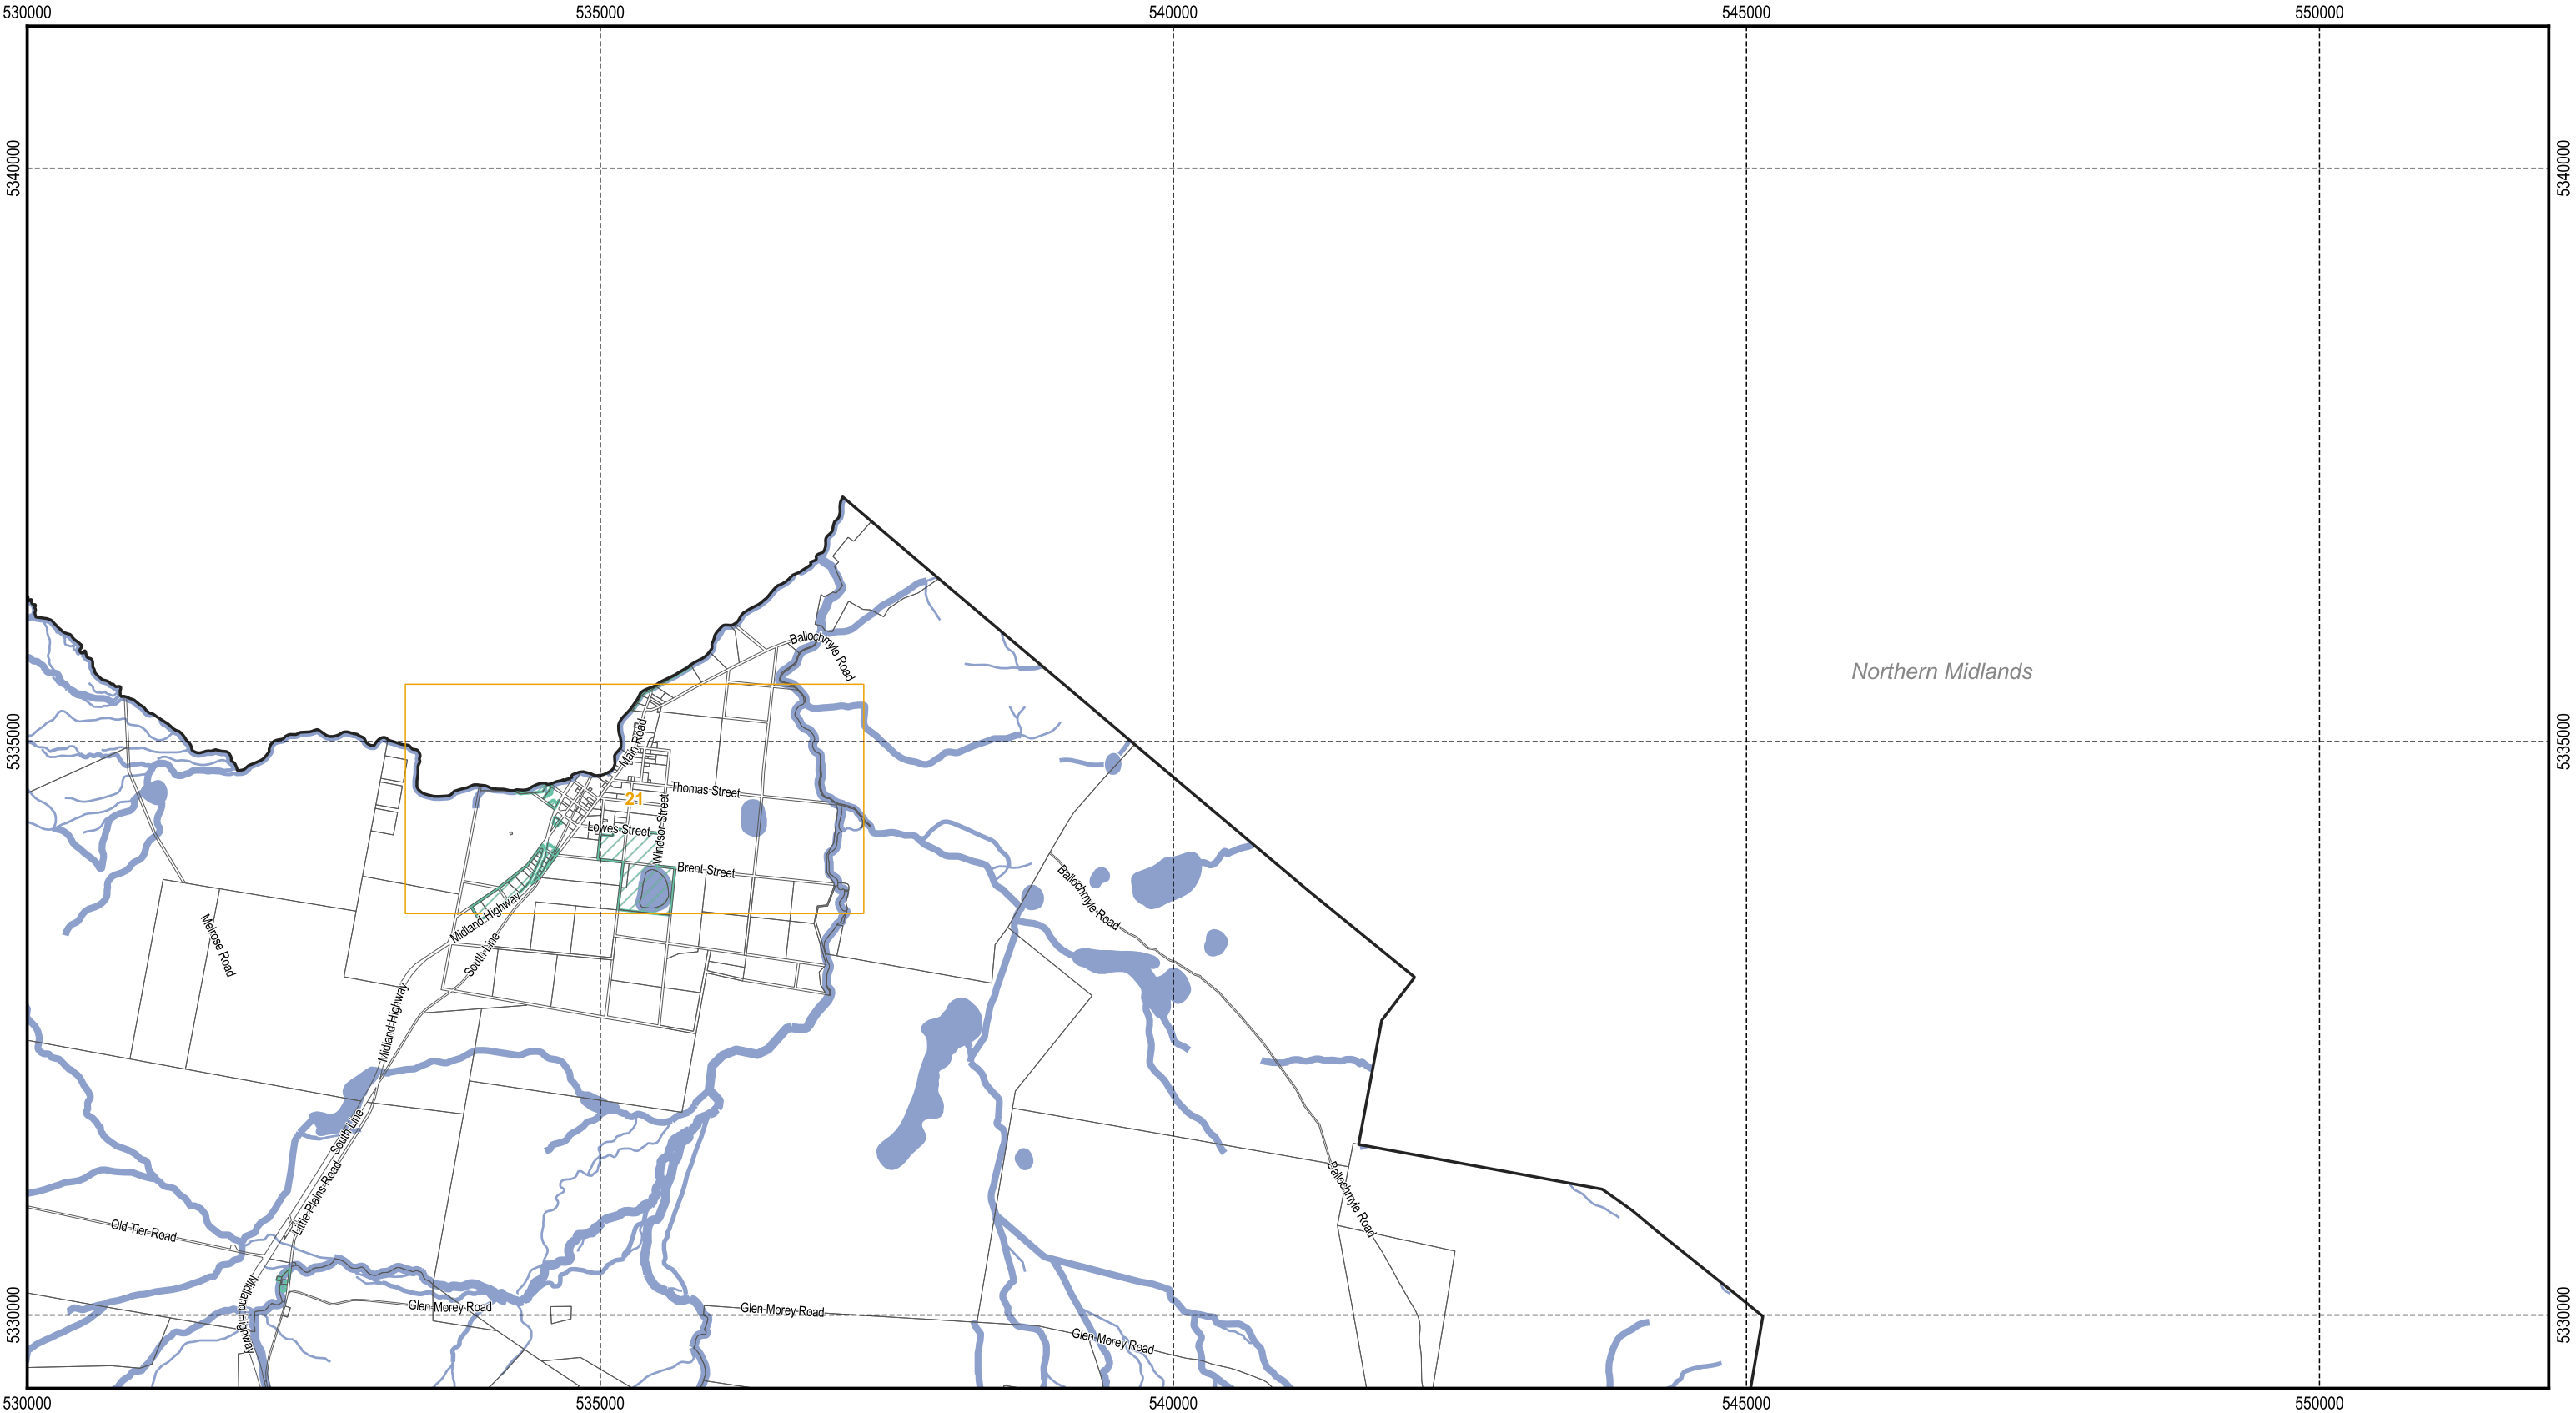 530000 535000 540000 545000 550000
5340000 5340000
Northern Midlands
Ballochmyle Road
5335000 5335000
Main Road
Thomas Street
21
Windsor Street
Lowes Street
Brent Street
Ballochmyle Road
Midland Highway
Melrose Road
South Line
Midland Highway
South Line
Little Plains Road
Ballochmyle Road
Old Tier Road
Midland Highway
Glen Morey Road
Glen Morey Road
5330000 5330000
Glen Morey Road
530000 535000 540000 545000 550000